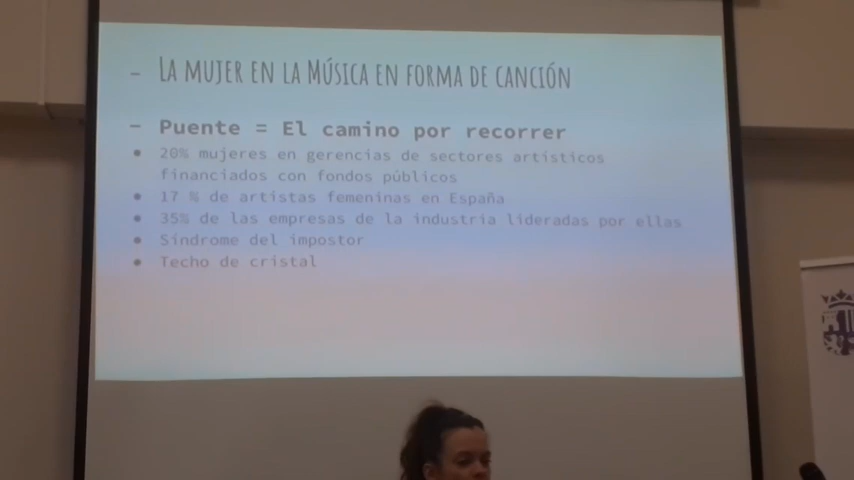 - LA MUJER EN LA MÚSICA EN FORMA DE CANCIÓN
- Puente = El camino por recorrer
● 20% mujeres en gerencias de sectores artísticos
financiados con fondos públicos
● 17 % de artistas femeninas en España
● 35% de las empresas de la industria lideradas por ellas
● Síndrome del impostor
● Techo de cristal